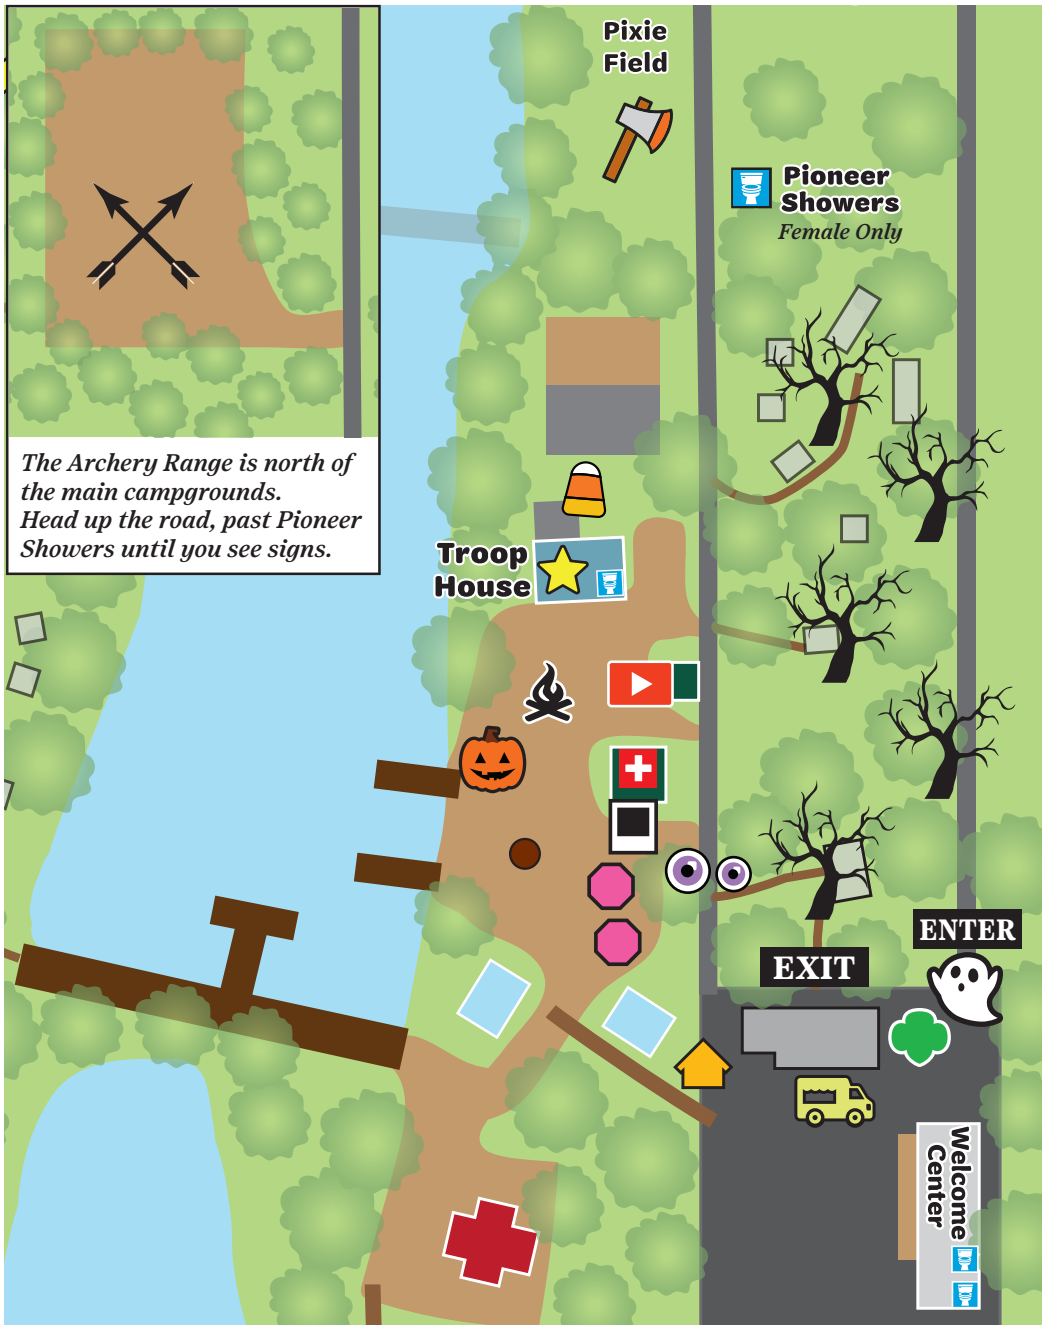 Pixie
Field
Pioneer
Showers
Female Only
The Archery Range is north of
the main campgrounds.
Head up the road, past Pioneer
Showers until you see signs.
Troop
House
ENTER
EXIT
Welcome
Center